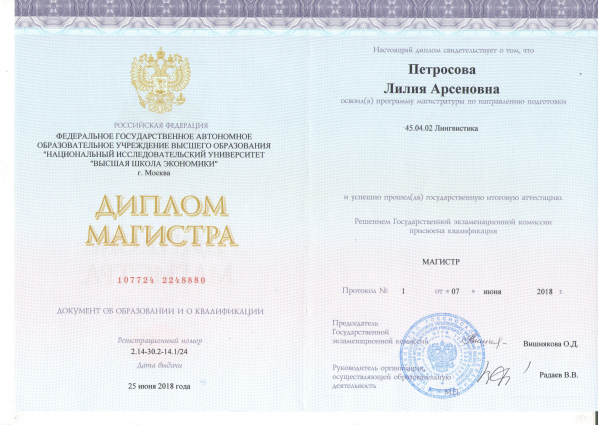 РОССИЙСКАЯ ФЕДЕРАЦИЯ
ФЕДЕРАЛЬНОЕ ГОСУДАРСТВЕННОЕ АВТОНОМНОЕ
ОБРАЗОВАТЕЛЬНОЕ УЧРЕЖДЕНИЕ ВЫСШЕГО ОБРАЗОВАНИЯ
"НАЦИОНАЛЬНЫЙ ИССЛЕДОВАТЕЛЬСКИЙ УНИВЕРСИТЕТ
"ВЫСШАЯ ШКОЛА ЭКОНОМИКИ"
г. Москва
ДИПЛОМ
МАГИСТРА
107724 2248880
ДОКУМЕНТ ОБ ОБРАЗОВАНИИ И О КВАЛИФИКАЦИИ
Регистрационный номер
2.14-30.2-14.1/24
Дата выдачи
25 июня 2018 года
Настоящий диплом свидетельствует о том, что
Петросова
Лилия Арсеновна
освоил(а) программу магистратуры по направлению подготовки
45.04.02 Лингвистика
и успешно прошел(ла) государственную итоговую аттестацию.
Решением Государственной экзаменационной комиссии
присвоена квалификация
МАГИСТР
Протокол № 1 от «07» июня 2018 г.
Председатель
Государственной
экзаменационной комиссии Вишнякова О.Д.
Руководитель организации,
осуществляющей образовательную
деятельность Радаев В.В.